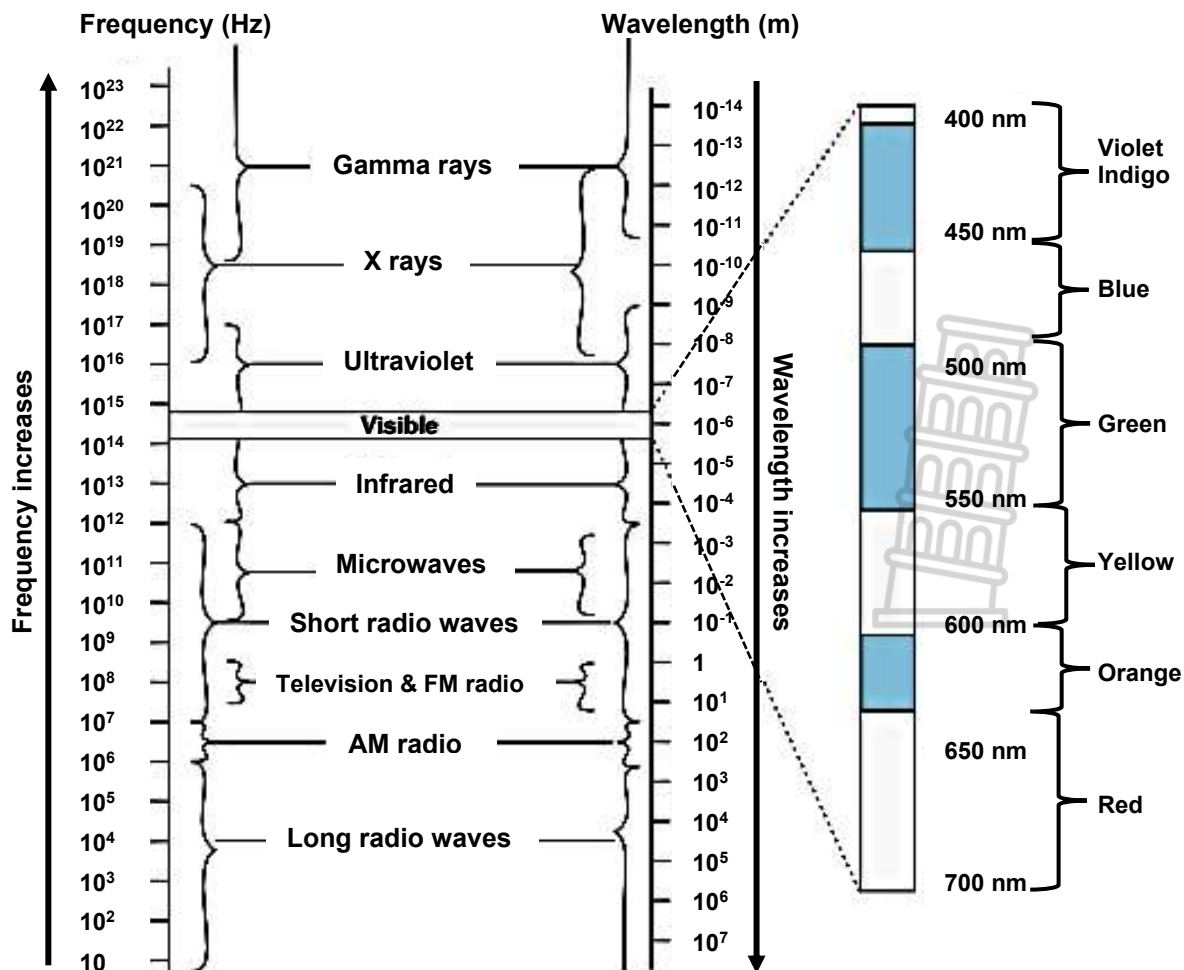 Frequency (Hz)
Wavelength (m)
Frequency increases
10²³
10²²
10²¹
10²⁰
10¹⁹
10¹⁸
10¹⁷
10¹⁶
10¹⁵
10¹⁴
10¹³
10¹²
10¹¹
10¹⁰
10⁹
10⁸
10⁷
10⁶
10⁵
10⁴
10³
10²
10
Gamma rays
X rays
Ultraviolet
Visible
Infrared
Microwaves
Short radio waves
Television & FM radio
AM radio
Long radio waves
10⁻¹⁴
10⁻¹³
10⁻¹²
10⁻¹¹
10⁻¹⁰
10⁻⁹
10⁻⁸
10⁻⁷
10⁻⁶
10⁻⁵
10⁻⁴
10⁻³
10⁻²
10⁻¹
1
10¹
10²
10³
10⁴
10⁵
10⁶
10⁷
Wavelength increases
400 nm
450 nm
500 nm
550 nm
600 nm
650 nm
700 nm
Violet
Indigo
Blue
Green
Yellow
Orange
Red